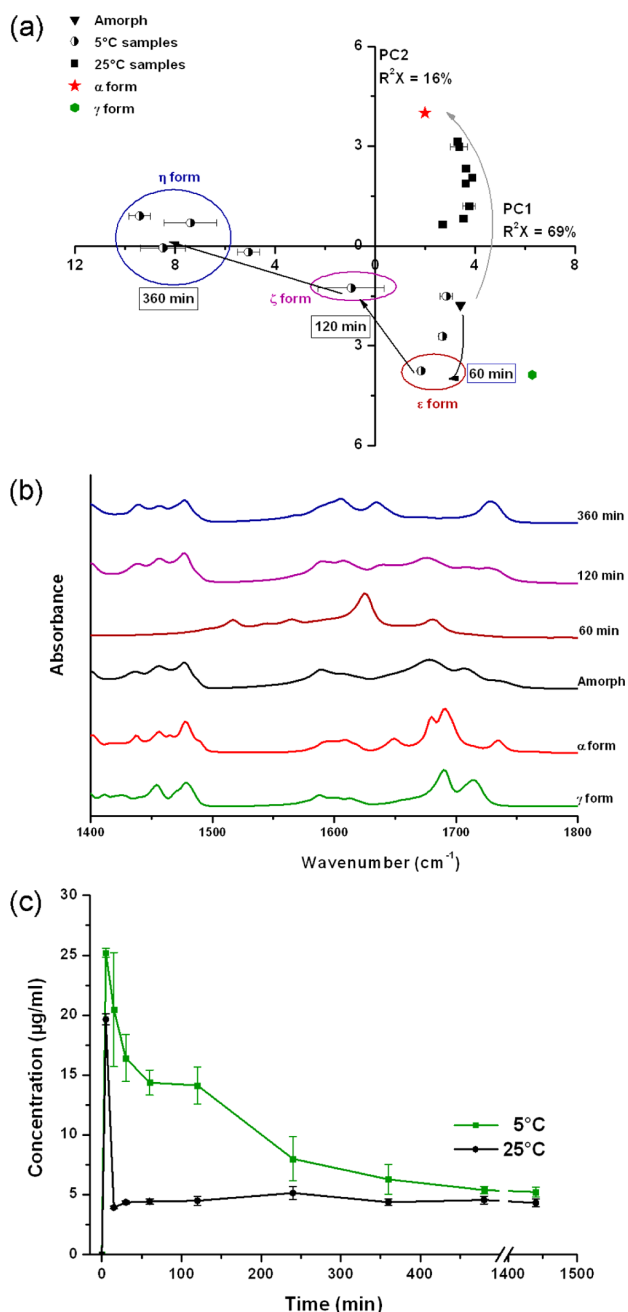 (a)
Amorph
5°C samples
25°C samples
α form
γ form
PC2
R²X = 16%
PC1
R²X = 69%
η form
ζ form
ε form
360 min
120 min
60 min
6
3
0
3
6
12
8
4
0
4
8
(b)
Absorbance
360 min
120 min
60 min
Amorph
α form
γ form
1400
1500
1600
1700
1800
Wavenumber (cm⁻¹)
(c)
Concentration (µg/ml)
30
25
20
15
10
5
0
5°C
25°C
0
100
200
300
400
1400
1500
Time (min)